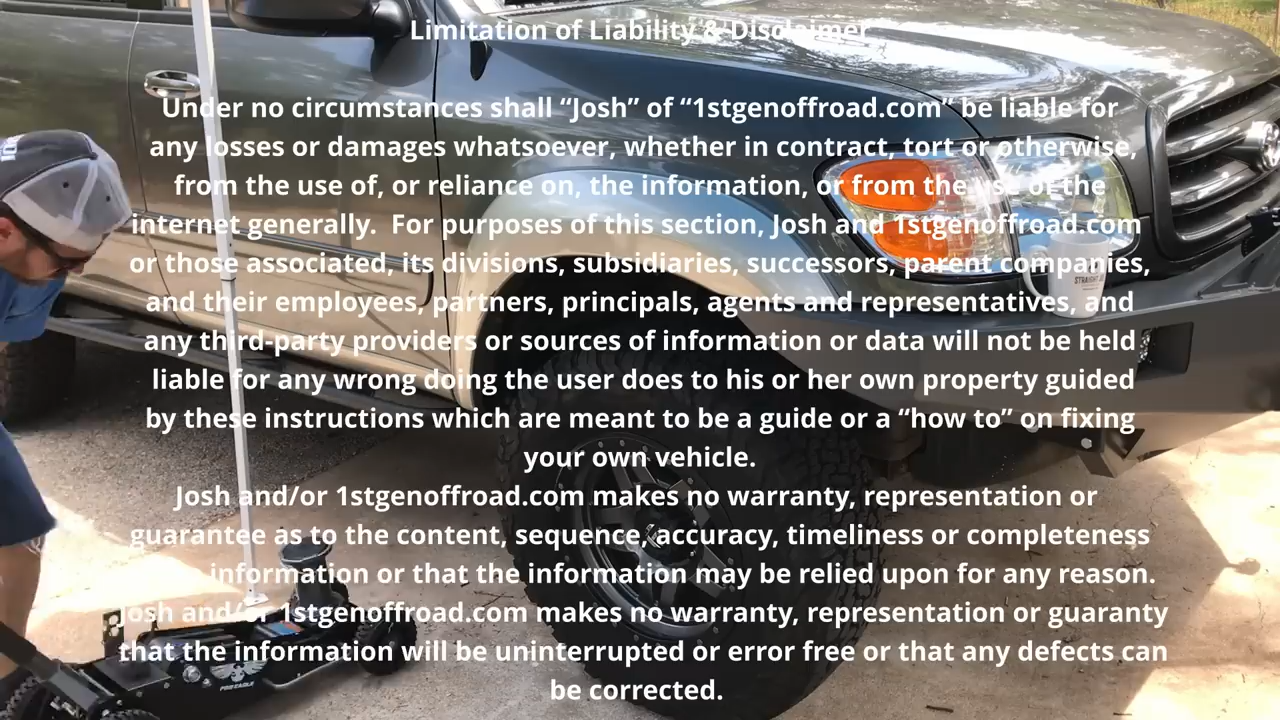 Limitation of Liability & Disclaimer
Under no circumstances shall “Josh” of “1stgenoffroad.com” be liable for
any losses or damages whatsoever, whether in contract, tort or otherwise,
from the use of, or reliance on, the information, or from the use of the
internet generally.  For purposes of this section, Josh and 1stgenoffroad.com
or those associated, its divisions, subsidiaries, successors, parent companies,
and their employees, partners, principals, agents and representatives, and
any third-party providers or sources of information or data will not be held
liable for any wrong doing the user does to his or her own property guided
by these instructions which are meant to be a guide or a “how to” on fixing
your own vehicle.
Josh and/or 1stgenoffroad.com makes no warranty, representation or
guarantee as to the content, sequence, accuracy, timeliness or completeness
information or that the information may be relied upon for any reason.
Josh and/or 1stgenoffroad.com makes no warranty, representation or guaranty
that the information will be uninterrupted or error free or that any defects can
be corrected.
PRO EAGLE